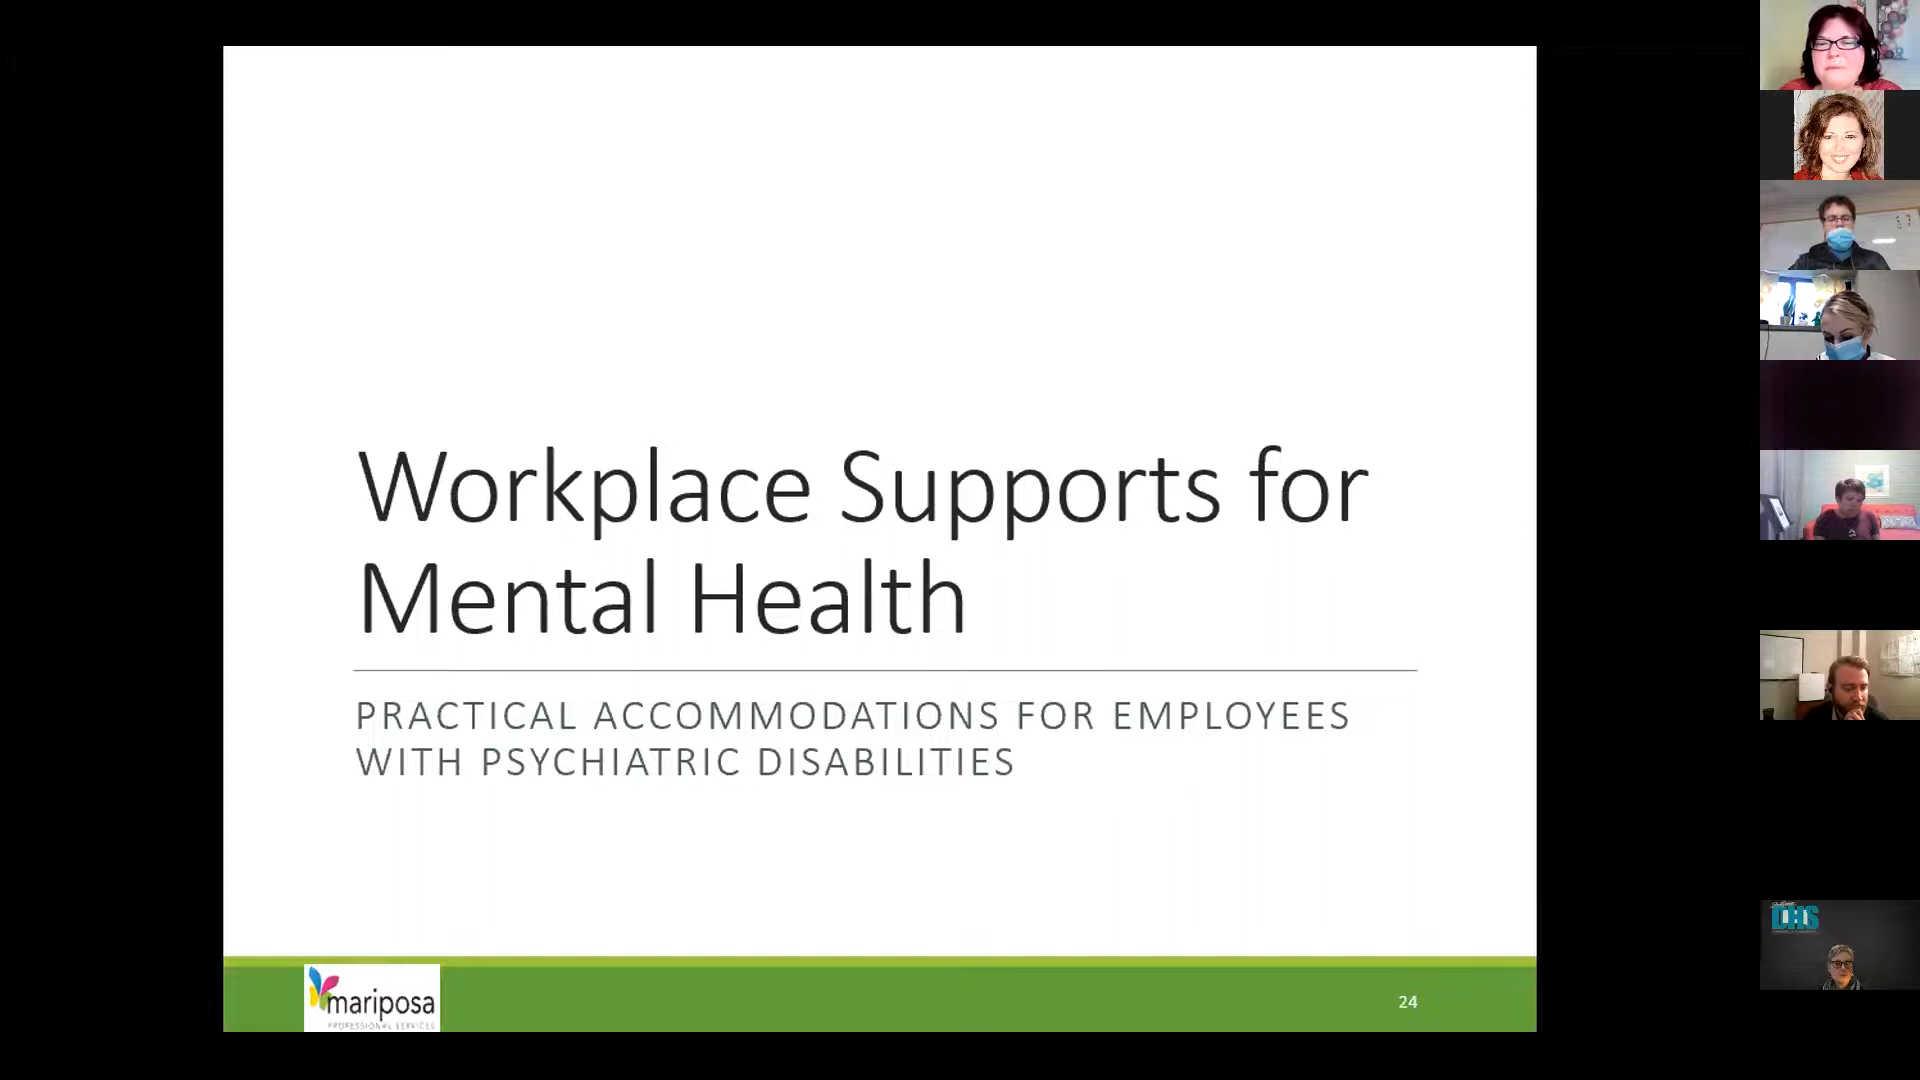 Workplace Supports for
Mental Health
PRACTICAL ACCOMMODATIONS FOR EMPLOYEES
WITH PSYCHIATRIC DISABILITIES
mariposa
PROFESSIONAL SERVICES
24
DHS